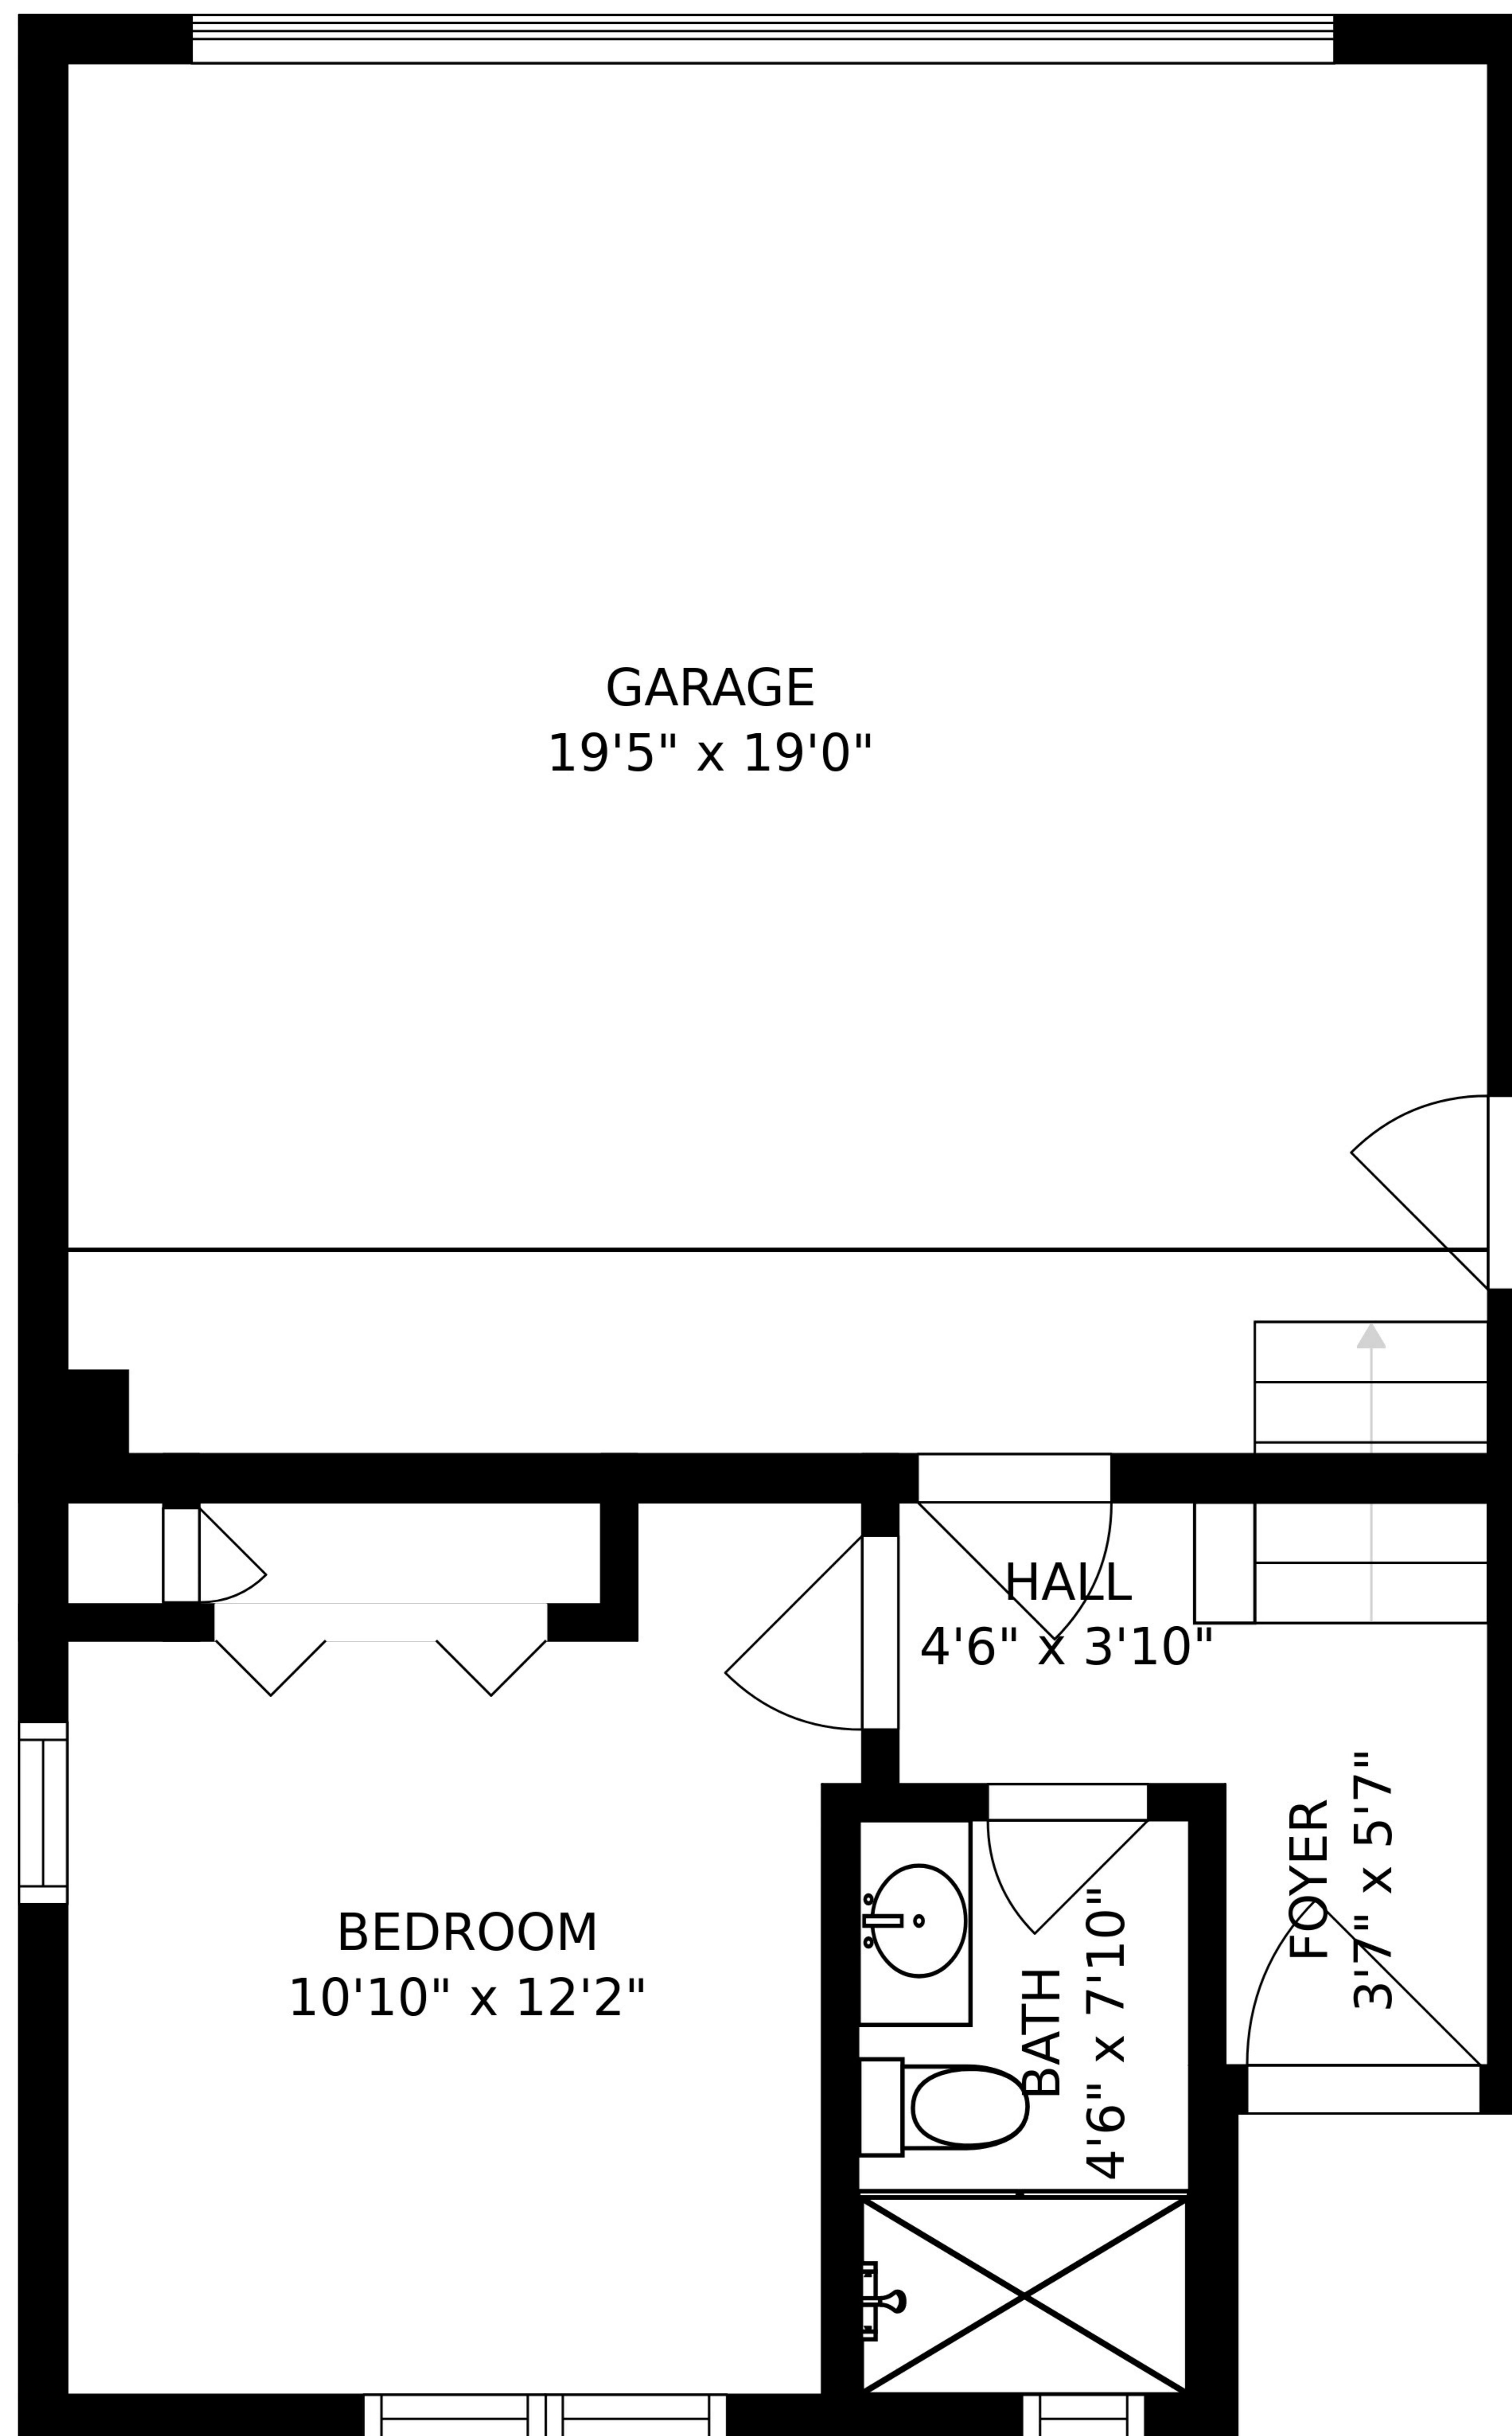 GARAGE
19'5" x 19'0"
HALL
4'6" x 3'10"
FOYER
3'7" x 5'7"
BEDROOM
10'10" x 12'2"
BATH
4'6" x 7'10"